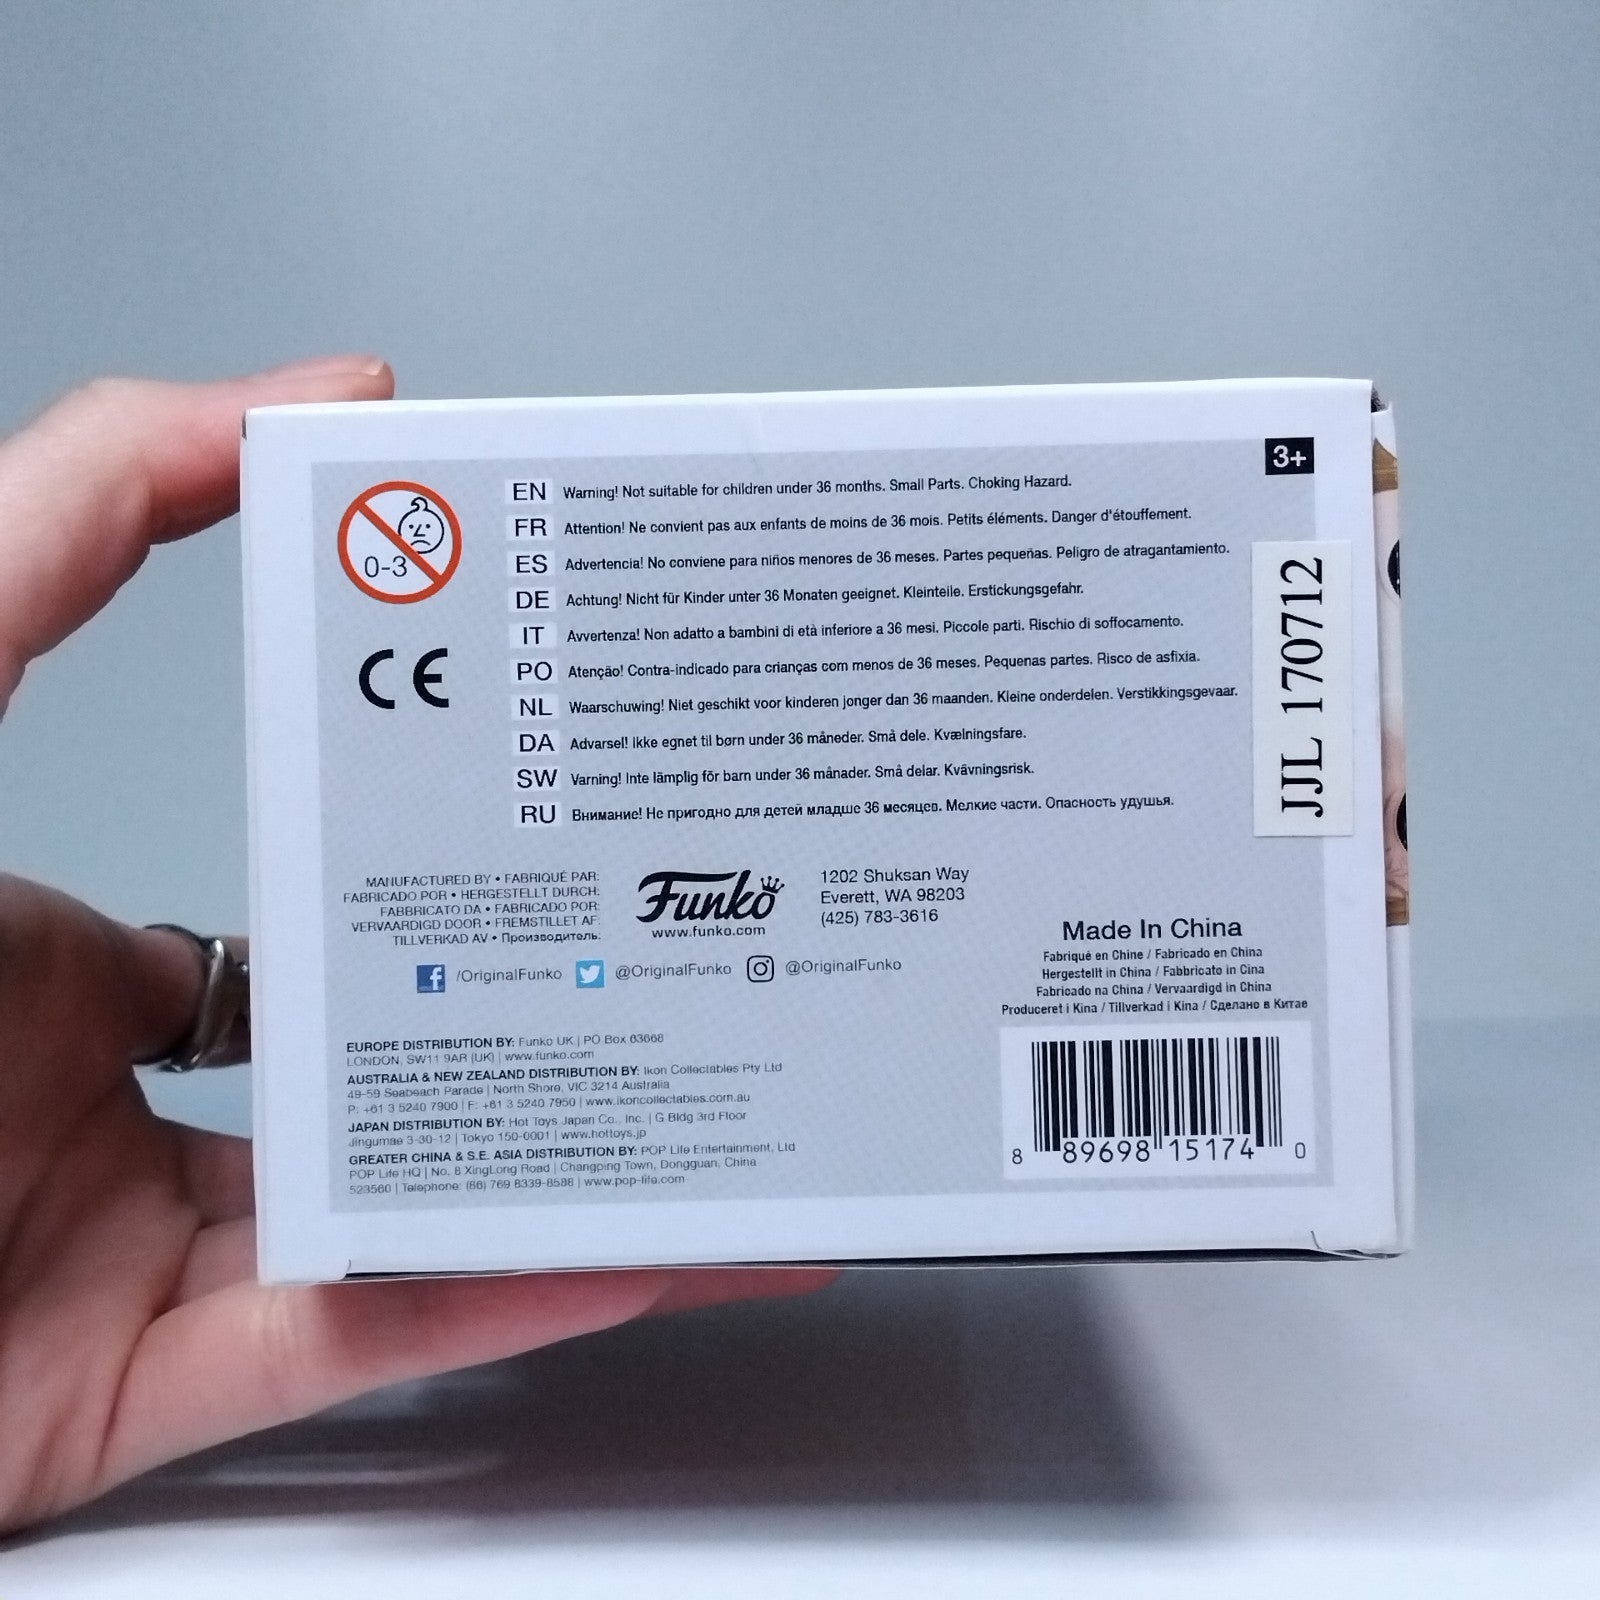 3+
0-3
EN Warning! Not suitable for children under 36 months. Small Parts. Choking Hazard.
FR Attention! Ne convient pas aux enfants de moins de 36 mois. Petits éléments. Danger d'étouffement.
ES Advertencia! No conviene para niños menores de 36 meses. Partes pequeñas. Peligro de atragantamiento.
DE Achtung! Nicht für Kinder unter 36 Monaten geeignet. Kleinteile. Erstickungsgefahr.
IT Avvertenza! Non adatto a bambini di età inferiore a 36 mesi. Piccole parti. Rischio di soffocamento.
PO Atenção! Contra-indicado para crianças com menos de 36 meses. Pequenas partes. Risco de asfixia.
NL Waarschuwing! Niet geschikt voor kinderen jonger dan 36 maanden. Kleine onderdelen. Verstikkingsgevaar.
DA Advarsel! Ikke egnet til børn under 36 måneder. Små dele. Kvælningsfare.
SW Varning! Inte lämplig för barn under 36 månader. Små delar. Kvävningsrisk.
RU Внимание! Не пригодно для детей младше 36 месяцев. Мелкие части. Опасность удушья.
CE
JJL 170712
MANUFACTURED BY • FABRIQUÉ PAR:
FABRICADO POR • HERGESTELLT DURCH:
FABBRICATO DA • FABRICADO POR:
VERVAARDIGD DOOR • FREMSTILLET AF:
TILLVERKAD AV • Производитель:
Funko
www.funko.com
1202 Shuksan Way
Everett, WA 98203
(425) 783-3616
/OriginalFunko @OriginalFunko @OriginalFunko
Made In China
Fabriqué en Chine / Fabricado en China
Hergestellt in China / Fabbricato in Cina
Fabricado na China / Vervaardigd in China
Produceret i Kina / Tillverkad i Kina / Сделано в Китае
EUROPE DISTRIBUTION BY: Funko UK | PO Box 63668
LONDON, SW11 9AR (UK) | www.funko.com
AUSTRALIA & NEW ZEALAND DISTRIBUTION BY: Ikon Collectables Pty Ltd
49-59 Seabeach Parade | North Shore, VIC 3214 Australia
P: +61 3 5240 7900 | F: +61 3 5240 7950 | www.ikoncollectables.com.au
JAPAN DISTRIBUTION BY: Hot Toys Japan Co., Inc. | G Bldg 3rd Floor
Jingumae 3-30-12 | Tokyo 150-0001 | www.hottoys.jp
GREATER CHINA & S.E. ASIA DISTRIBUTION BY: POP Life Entertainment, Ltd
POP Life HQ | No. 8 XingLong Road | Changping Town, Dongguan, China
523560 | Telephone: (86) 769 8339-8588 | www.pop-life.com
8 89698 15174 0